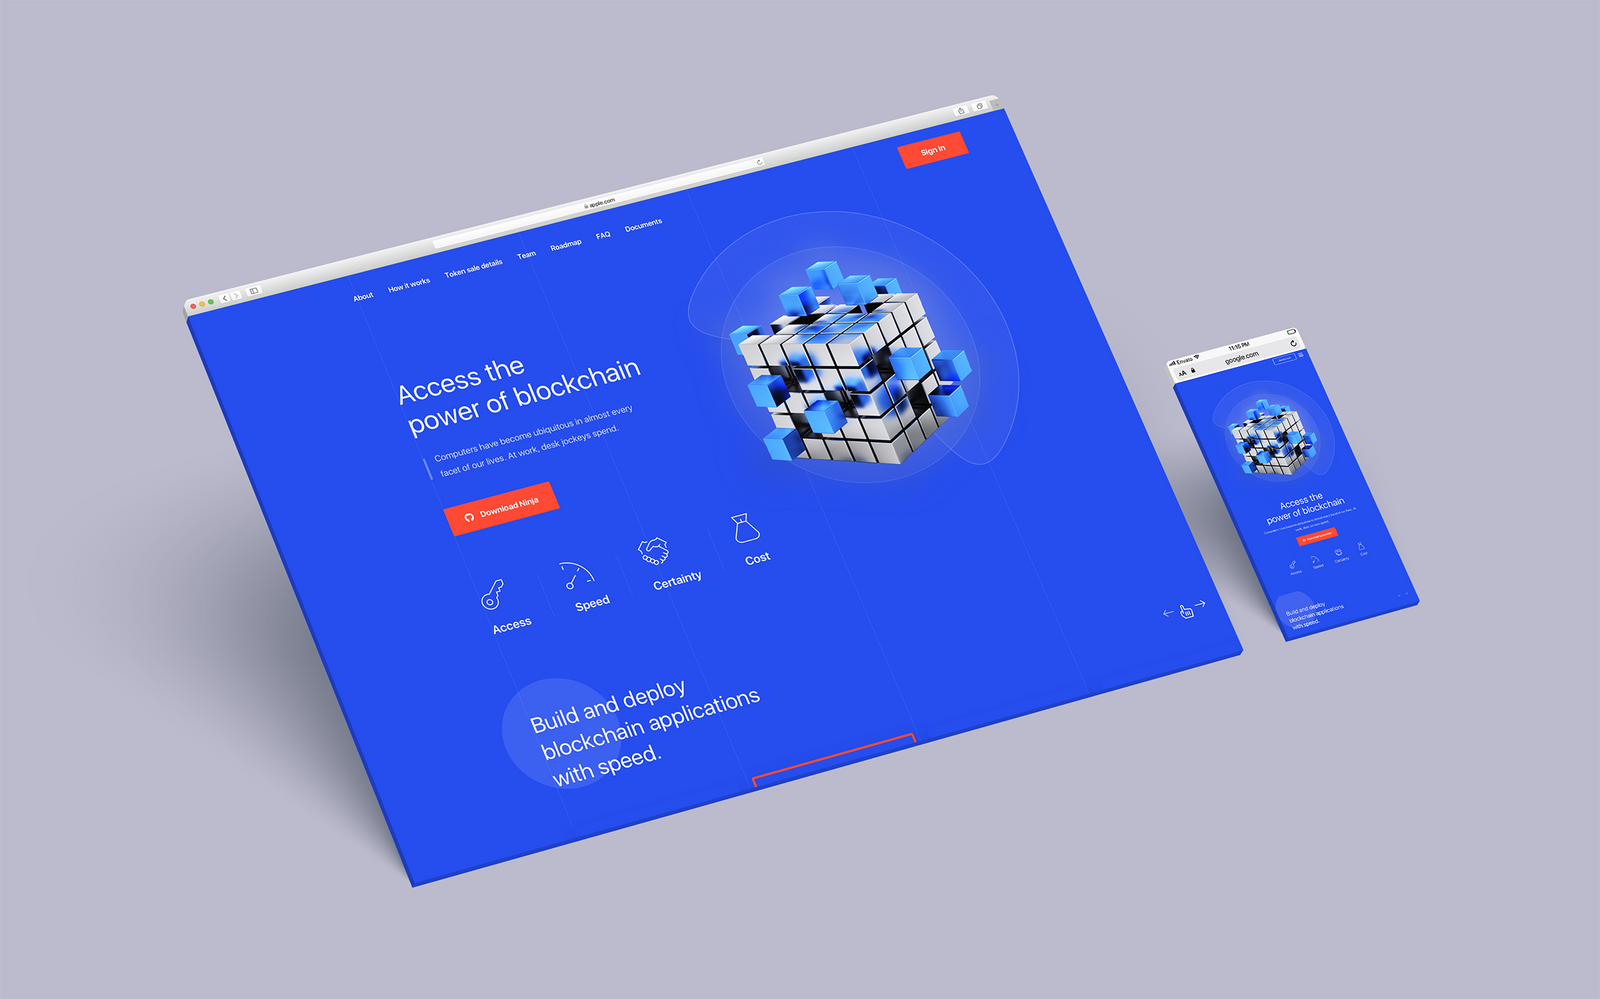 apple.com
Sign in
About
How it works
Token sale details
Team
Roadmap
FAQ
Documents
Access the
power of blockchain
Computers have become ubiquitous in almost every
facet of our lives. At work, desk jockeys spend.
Download Ninja
Access
Speed
Certainty
Cost
Build and deploy
blockchain applications
with speed.
Envato
11:15 PM
AA
google.com
Access the
power of blockchain
Access
Speed
Certainty
Cost
Build and deploy
blockchain applications
with speed.